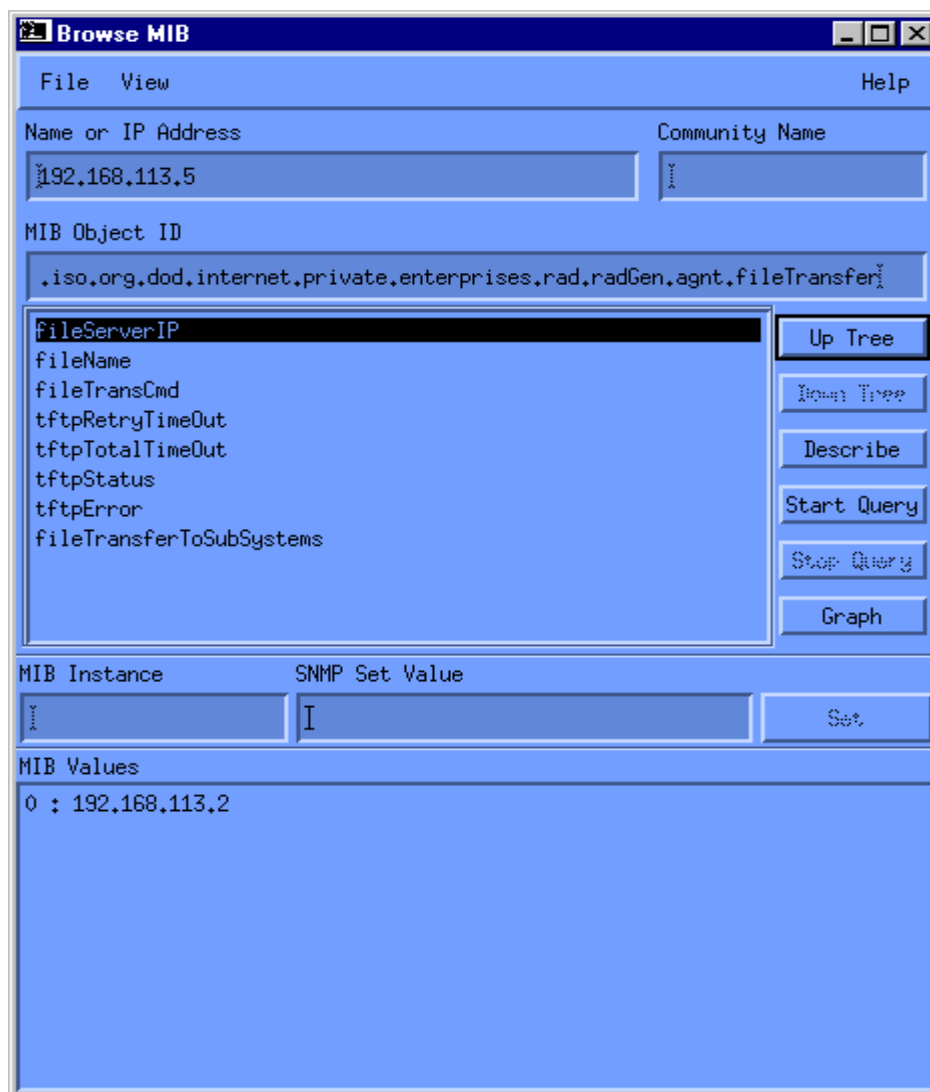 Browse MIB
File View Help
Name or IP Address Community Name
192.168.113.5
MIB Object ID
.iso.org.dod.internet.private.enterprises.rad.radGen.agnt.fileTransfer
fileServerIP
Up Tree
fileName
fileTransCmd
Down Tree
tftpRetryTimeOut
tftpTotalTimeOut
Describe
tftpStatus
tftpError
Start Query
fileTransferToSubSystems
Stop Query
Graph
MIB Instance SNMP Set Value
Set
MIB Values
0 : 192.168.113.2